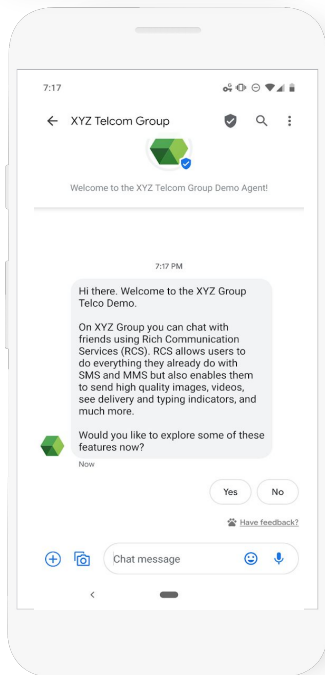 7:17
XYZ Telcom Group
Welcome to the XYZ Telcom Group Demo Agent!
7:17 PM
Hi there. Welcome to the XYZ Group
Telco Demo.
On XYZ Group you can chat with
friends using Rich Communication
Services (RCS). RCS allows users to
do everything they already do with
SMS and MMS but also enables them
to send high quality images, videos,
see delivery and typing indicators, and
much more.
Would you like to explore some of these
features now?
Now
Yes
No
Have feedback?
Chat message